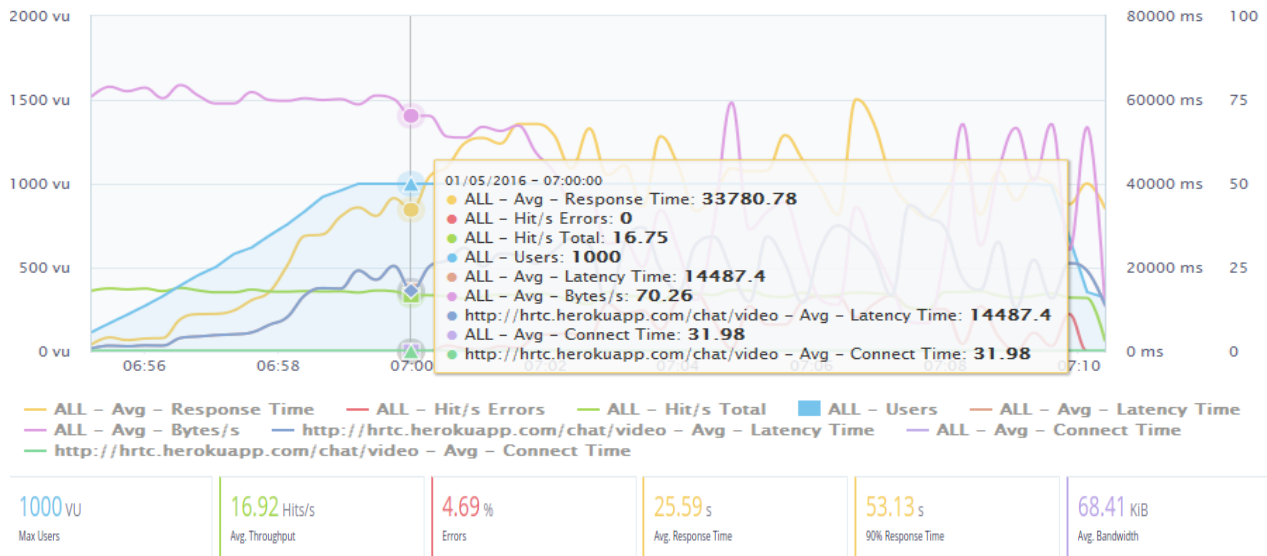 2000 vu 80000 ms 100
1500 vu 60000 ms 75
1000 vu 40000 ms 50
500 vu 20000 ms 25
0 vu 0 ms 0
06:56 06:58 07:00 07:02 07:04 07:06 07:08 07:10
01/05/2016 - 07:00:00
ALL - Avg - Response Time: 33780.78
ALL - Hit/s Errors: 0
ALL - Hit/s Total: 16.75
ALL - Users: 1000
ALL - Avg - Latency Time: 14487.4
ALL - Avg - Bytes/s: 70.26
http://hrtc.herokuapp.com/chat/video - Avg - Latency Time: 14487.4
ALL - Avg - Connect Time: 31.98
http://hrtc.herokuapp.com/chat/video - Avg - Connect Time: 31.98
ALL - Avg - Response Time ALL - Hit/s Errors ALL - Hit/s Total ALL - Users ALL - Avg - Latency Time
ALL - Avg - Bytes/s http://hrtc.herokuapp.com/chat/video - Avg - Latency Time ALL - Avg - Connect Time
http://hrtc.herokuapp.com/chat/video - Avg - Connect Time
1000 VU 16.92 Hits/s 4.69 % 25.59 s 53.13 s 68.41 KiB
Max Users Avg. Throughput Errors Avg. Response Time 90% Response Time Avg. Bandwidth